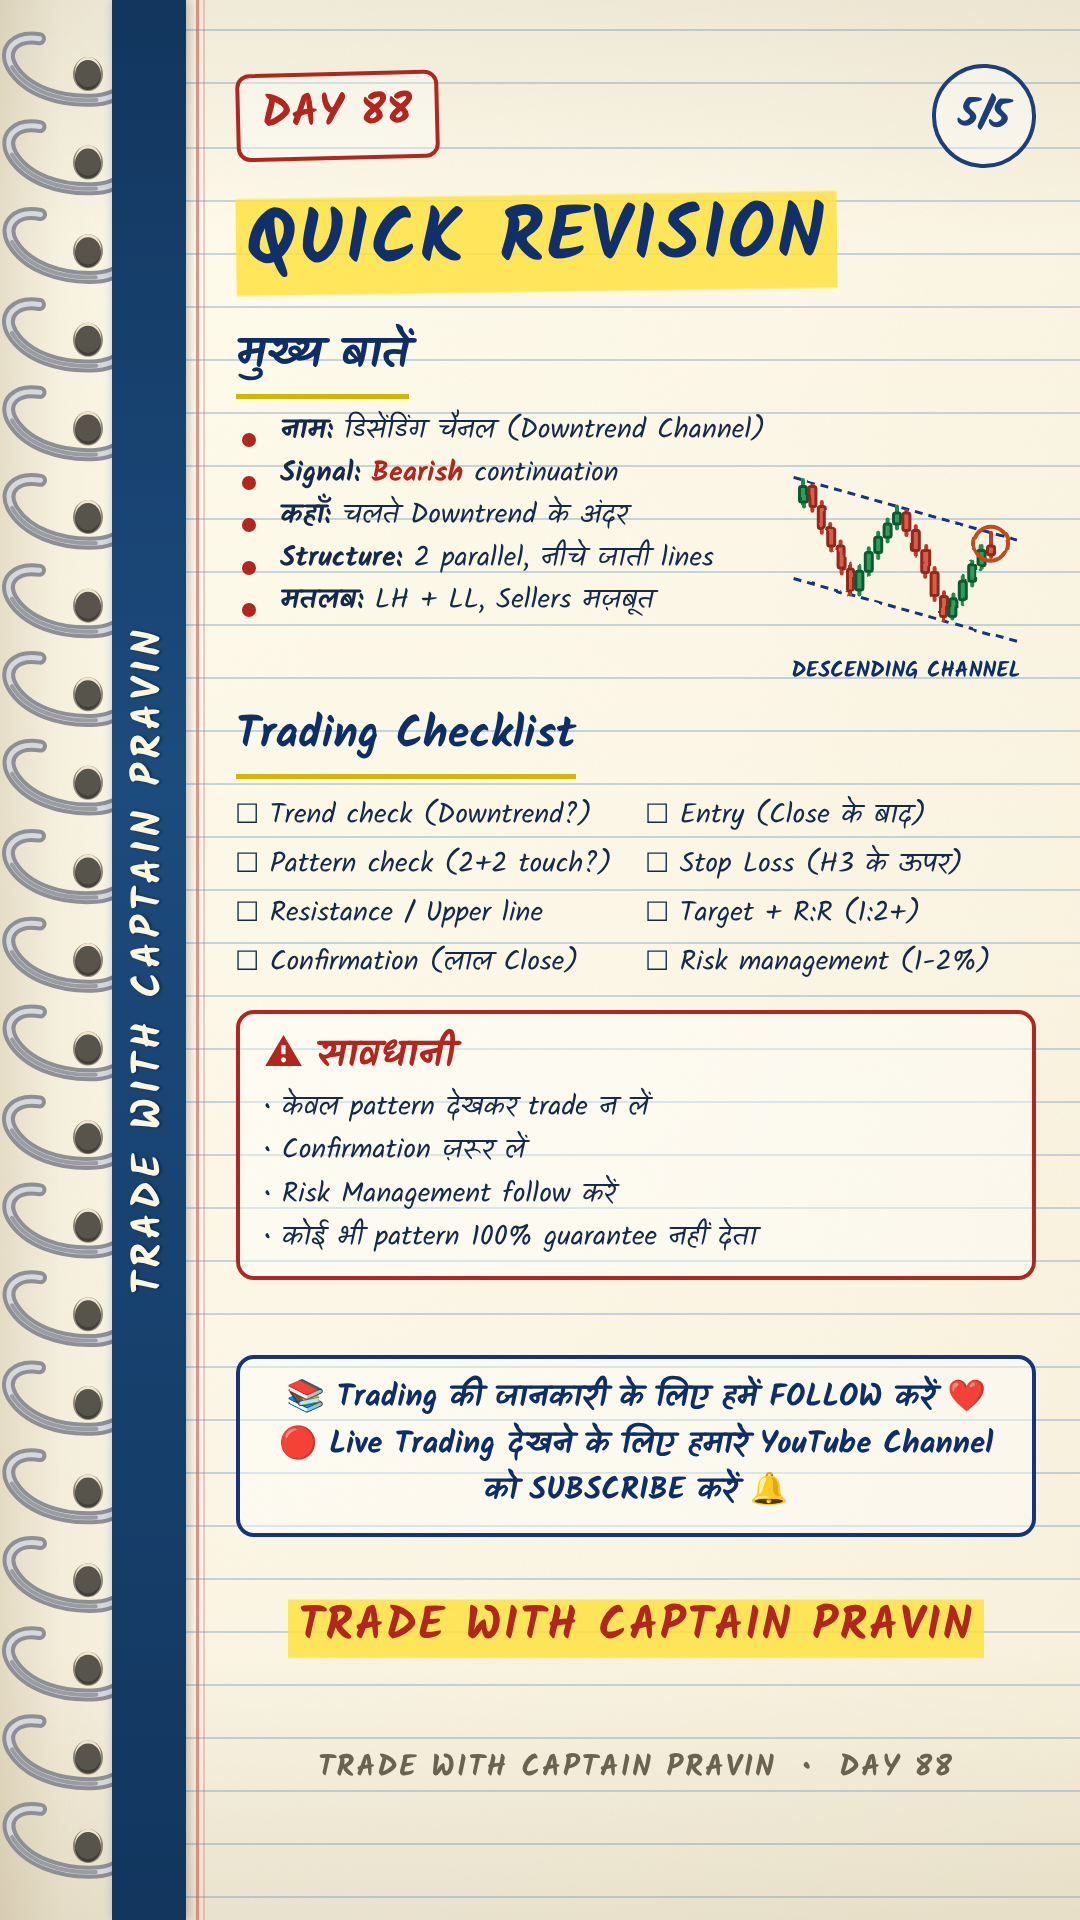 DAY 88
5/5
QUICK REVISION
मुख्य बातें
नाम: डिसेंडिंग चैनल (Downtrend Channel)
Signal: Bearish continuation
कहाँ: चलते Downtrend के अंदर
Structure: 2 parallel, नीचे जाती lines
मतलब: LH + LL, Sellers मज़बूत
DESCENDING CHANNEL
Trading Checklist
☐ Trend check (Downtrend?)
☐ Entry (Close के बाद)
☐ Pattern check (2+2 touch?)
☐ Stop Loss (H3 के ऊपर)
☐ Resistance / Upper line
☐ Target + R:R (1:2+)
☐ Confirmation (लाल Close)
☐ Risk management (1-2%)
⚠ सावधानी
· केवल pattern देखकर trade न लें
· Confirmation ज़रूर लें
· Risk Management follow करें
· कोई भी pattern 100% guarantee नहीं देता
📚 Trading की जानकारी के लिए हमें FOLLOW करें ❤️
🔴 Live Trading देखने के लिए हमारे YouTube Channel
को SUBSCRIBE करें 🔔
TRADE WITH CAPTAIN PRAVIN
TRADE WITH CAPTAIN PRAVIN · DAY 88
TRADE WITH CAPTAIN PRAVIN